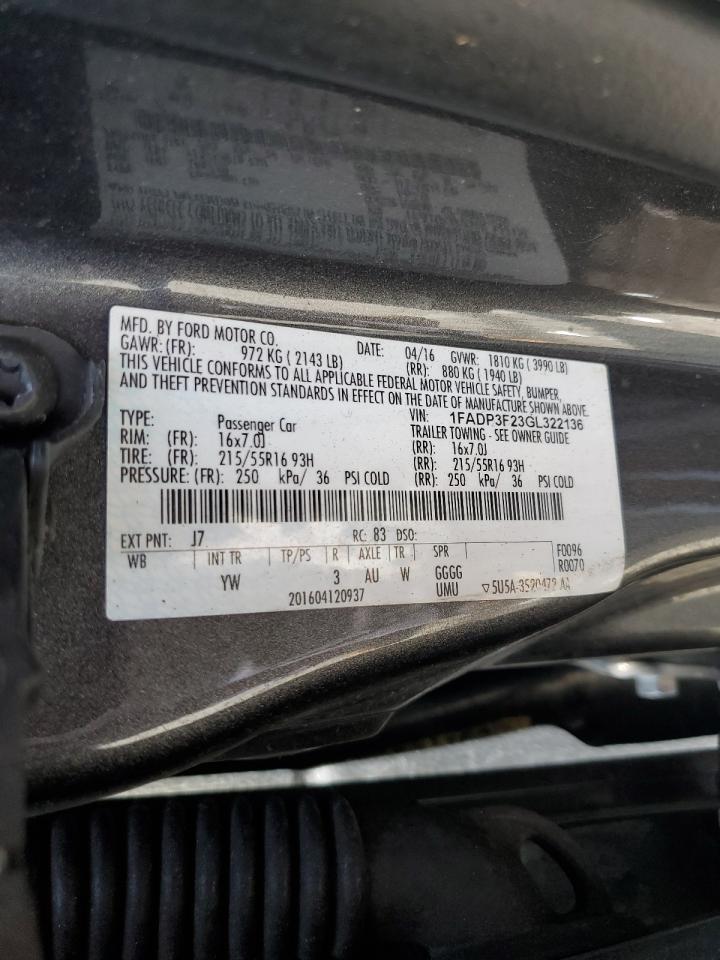 MFD. BY FORD MOTOR CO.
DATE: 04/16 GVWR: 1810 KG ( 3990 LB)
GAWR: (FR): 972 KG ( 2143 LB) (RR): 880 KG ( 1940 LB)
THIS VEHICLE CONFORMS TO ALL APPLICABLE FEDERAL MOTOR VEHICLE SAFETY, BUMPER,
AND THEFT PREVENTION STANDARDS IN EFFECT ON THE DATE OF MANUFACTURE SHOWN ABOVE.
VIN: 1FADP3F23GL322136
TYPE: Passenger Car TRAILER TOWING - SEE OWNER GUIDE
RIM: (FR): 16x7.0J (RR): 16x7.0J
TIRE: (FR): 215/55R16 93H (RR): 215/55R16 93H
PRESSURE: (FR): 250 kPa/ 36 PSI COLD (RR): 250 kPa/ 36 PSI COLD
EXT PNT: J7 RC: 83 DSO:
WB INT TR TP/PS R AXLE TR SPR F0096
R0070
YW 3 AU W GGGG
201604120937 UMU ▽5U5A-3520472 AA